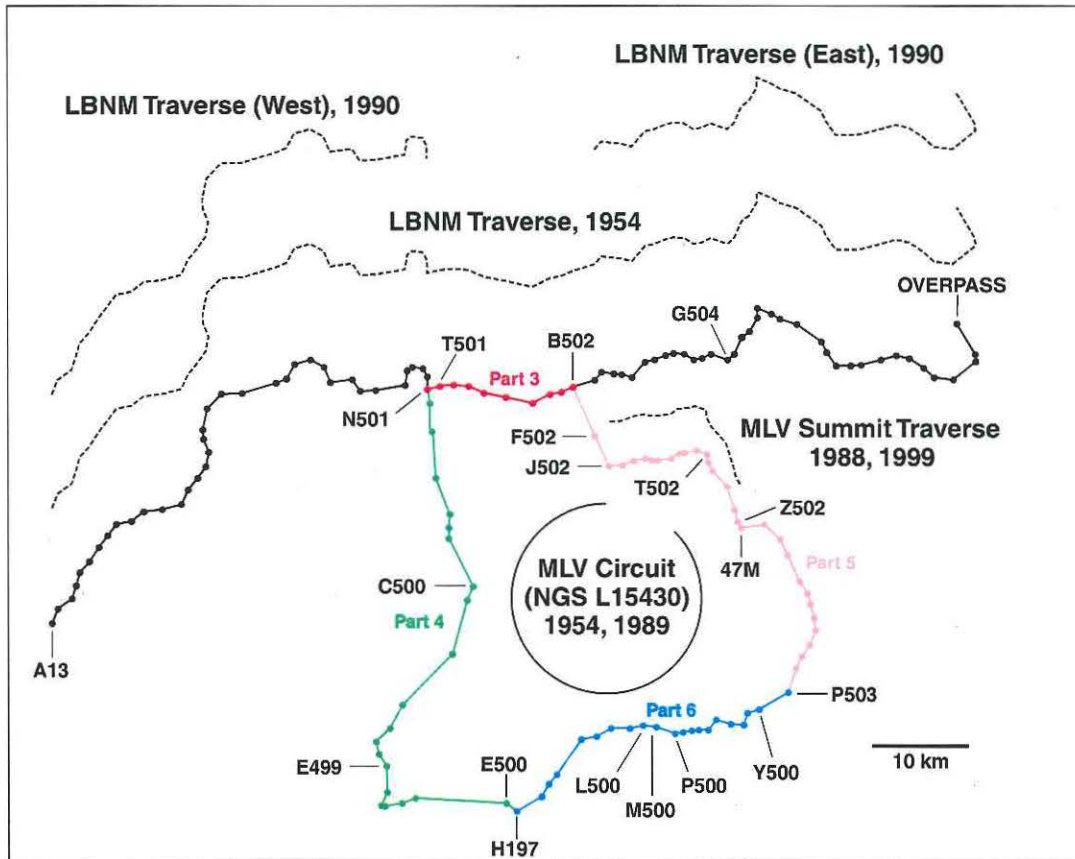 LBNM Traverse (East), 1990
LBNM Traverse (West), 1990
LBNM Traverse, 1954
OVERPASS
G504
T501
B502
Part 3
N501
F502
J502
MLV Summit Traverse
1988, 1999
T502
Z502
47M
Part 5
MLV Circuit
(NGS L15430)
1954, 1989
C500
Part 4
A13
P503
Part 6
E499
E500
L500
M500
P500
Y500
10 km
H197